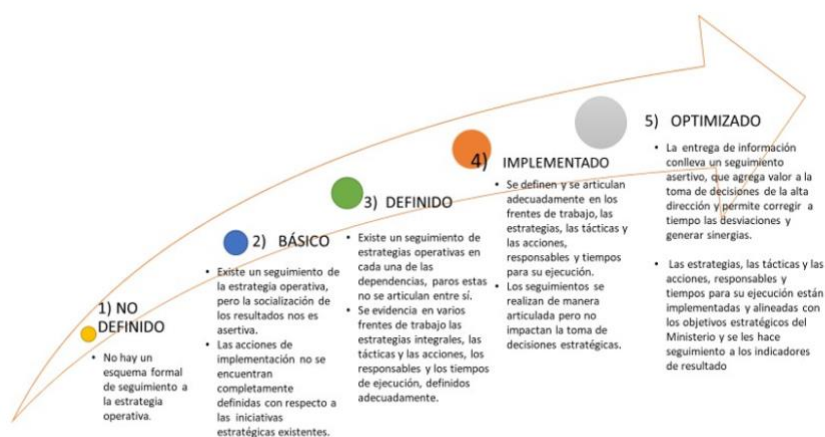 1) NO
DEFINIDO
• No hay un
esquema formal
de seguimiento a
la estrategia
operativa.
2) BÁSICO
• Existe un seguimiento de
la estrategia operativa,
pero la socialización de
los resultados nos es
asertiva.
• Las acciones de
implementación no se
encuentran
completamente
definidas con respecto a
las iniciativas
estratégicas existentes.
3) DEFINIDO
• Existe un seguimiento de
estrategias operativas en
cada una de las
dependencias, paros estas
no se articulan entre sí.
• Se evidencia en varios
frentes de trabajo las
estrategias integrales, las
tácticas y las acciones, los
responsables y los tiempos
de ejecución, definidos
adecuadamente.
4) IMPLEMENTADO
• Se definen y se articulan
adecuadamente en los
frentes de trabajo, las
estrategias, las tácticas y
las acciones,
responsables y tiempos
para su ejecución.
• Los seguimientos se
realizan de manera
articulada pero no
impactan la toma de
decisiones estratégicas.
5) OPTIMIZADO
• La entrega de información
conlleva un seguimiento
asertivo, que agrega valor a la
toma de decisiones de la alta
dirección y permite corregir a
tiempo las desviaciones y
generar sinergias.
• Las estrategias, las tácticas y las
acciones, responsables y
tiempos para su ejecución están
implementadas y alineadas con
los objetivos estratégicos del
Ministerio y se les hace
seguimiento a los indicadores
de resultado